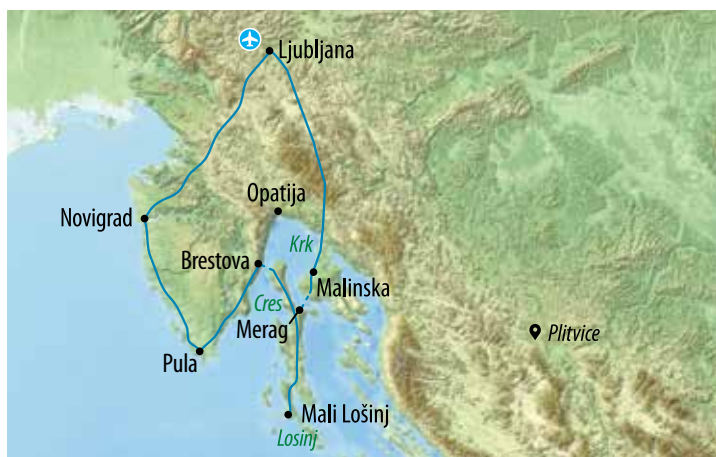 Ljubljana
Opatija
Novigrad
Krk
Brestova
Malinska
Cres
Merag
Plitvice
Pula
Mali Lošinj
Losinj